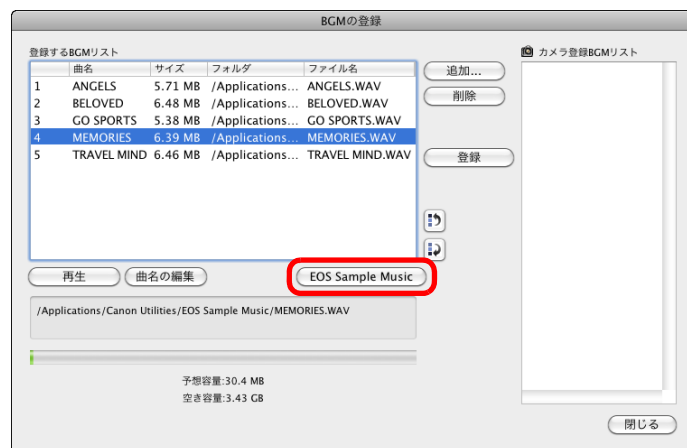 BGMの登録
登録するBGMリスト
曲名 サイズ フォルダ ファイル名
1 ANGELS 5.71 MB /Applications... ANGELS.WAV
2 BELOVED 6.48 MB /Applications... BELOVED.WAV
3 GO SPORTS 5.38 MB /Applications... GO SPORTS.WAV
4 MEMORIES 6.39 MB /Applications... MEMORIES.WAV
5 TRAVEL MIND 6.46 MB /Applications... TRAVEL MIND.WAV
追加...
削除
登録
再生 曲名の編集 EOS Sample Music
/Applications/Canon Utilities/EOS Sample Music/MEMORIES.WAV
予想容量:30.4 MB
空き容量:3.43 GB
カメラ登録BGMリスト
閉じる